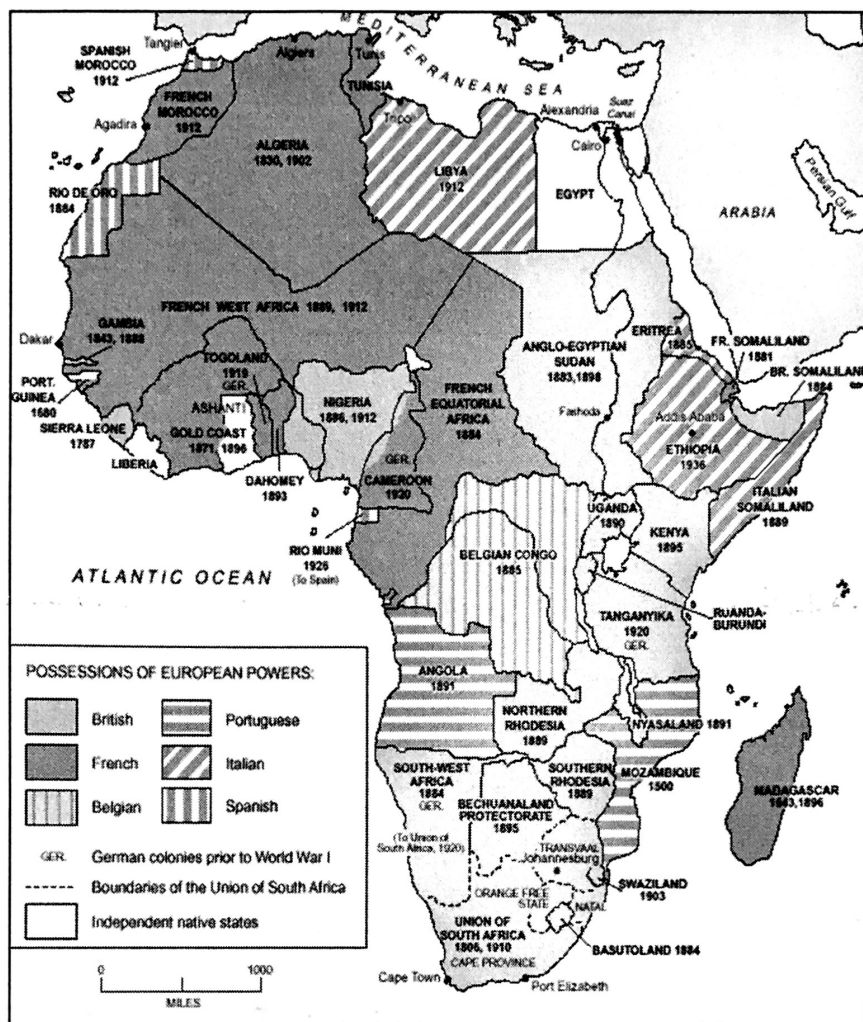 MEDITERRANEAN SEA
Tangier
SPANISH
MOROCCO
1912
Algiers
Tunis
TUNISIA
FRENCH
MOROCCO
1912
Agadira
Tripoli
Alexandria
Suez
Canal
Cairo
Persian Gulf
ALGERIA
1830, 1902
LIBYA
1912
EGYPT
ARABIA
RIO DE ORO
1884
FRENCH WEST AFRICA 1889, 1912
Dakar
GAMBIA
1843, 1888
TOGOLAND
1919
GER.
PORT.
GUINEA
1680
ASHANTI
SIERRA LEONE
1787
GOLD COAST
1871, 1896
LIBERIA
NIGERIA
1886, 1912
DAHOMEY
1893
FRENCH
EQUATORIAL
AFRICA
1884
GER.
CAMEROON
1920
ANGLO-EGYPTIAN
SUDAN
1883,1898
Fashoda
ERITREA
1885
FR. SOMALILAND
1881
BR. SOMALILAND
1884
Addis Ababa
ETHIOPIA
1936
ITALIAN
SOMALILAND
1889
RIO MUNI
1926
(To Spain)
BELGIAN CONGO
1885
UGANDA
1890
KENYA
1895
RUANDA-
BURUNDI
TANGANYIKA
1920
GER.
ATLANTIC OCEAN
ANGOLA
1891
NORTHERN
RHODESIA
1889
NYASALAND 1891
SOUTH-WEST
AFRICA
1884
GER.
(To Union of
South Africa, 1920)
BECHUANALAND
PROTECTORATE
1895
SOUTHERN
RHODESIA
1889
MOZAMBIQUE
1500
MADAGASCAR
1883,1896
TRANSVAAL
Johannesburg
SWAZILAND
1903
ORANGE FREE
STATE
NATAL
UNION OF
SOUTH AFRICA
1806, 1910
CAPE PROVINCE
BASUTOLAND 1884
Cape Town
Port Elizabeth
POSSESSIONS OF EUROPEAN POWERS:
British
Portuguese
French
Italian
Belgian
Spanish
GER. German colonies prior to World War I
Boundaries of the Union of South Africa
Independent native states
0 1000
MILES